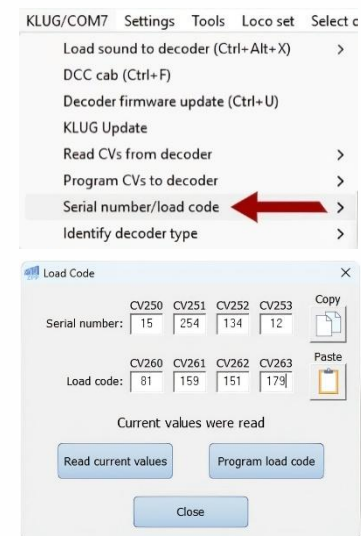 KLUG/COM7 Settings Tools Loco set Select
Load sound to decoder (Ctrl+Alt+X)
DCC cab (Ctrl+F)
Decoder firmware update (Ctrl+U)
KLUG Update
Read CVs from decoder
Program CVs to decoder
Serial number/load code
Identify decoder type
Load Code
CV250 CV251 CV252 CV253 Copy
Serial number: 15 254 134 12
CV260 CV261 CV262 CV263 Paste
Load code: 81 159 151 179
Current values were read
Read current values Program load code
Close